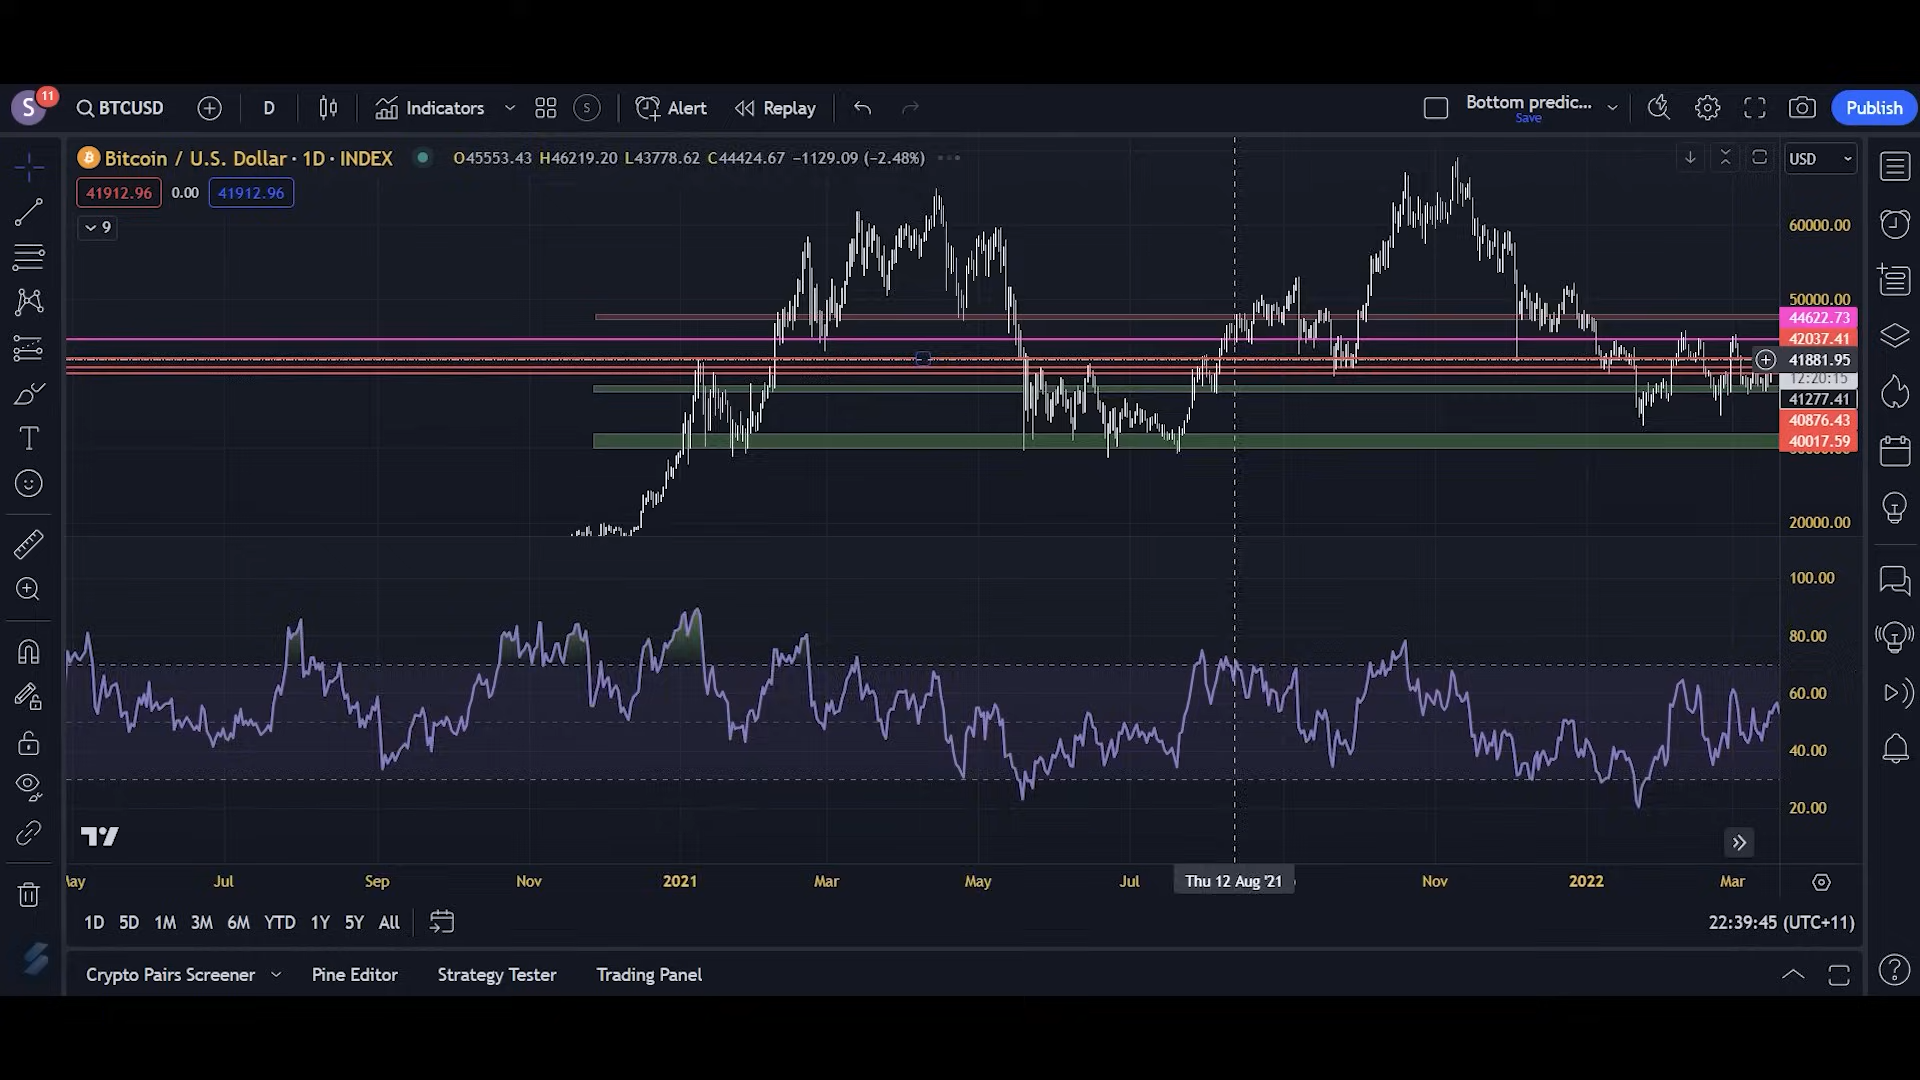 S 11 BTCUSD D Indicators S Alert Replay Bottom predic... Save Publish
Bitcoin / U.S. Dollar · 1D · INDEX O45553.43 H46219.20 L43778.62 C44424.67 −1129.09 (−2.48%) USD
41912.96 0.00 41912.96
9
60000.00
50000.00
44622.73
42037.41
41881.95
12:20:15
41277.41
40876.43
40017.59
20000.00
100.00
80.00
60.00
40.00
20.00
Jul Sep Nov 2021 Mar May Jul Thu 12 Aug '21 Nov 2022 Mar
1D 5D 1M 3M 6M YTD 1Y 5Y All 22:39:45 (UTC+11)
Crypto Pairs Screener Pine Editor Strategy Tester Trading Panel